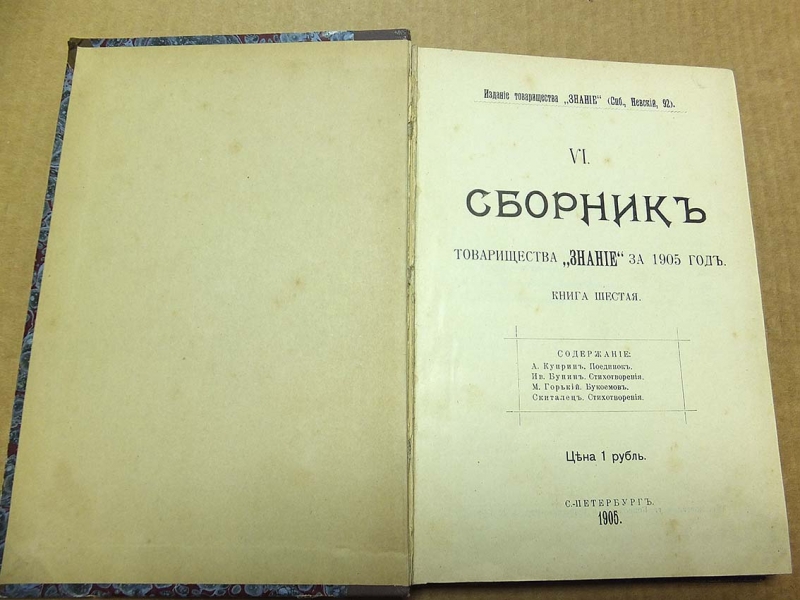 Изданіе товарищества „ЗНАНІЕ“ (Спб., Невскій, 92).
VI.
СБОРНИКЪ
ТОВАРИЩЕСТВА „ЗНАНІЕ“ ЗА 1905 ГОДЪ.
КНИГА ШЕСТАЯ.
СОДЕРЖАНІЕ:
А. Купринъ. Поединокъ.
Ив. Бунинъ. Стихотворенія.
М. Горькій. Букоемовъ.
Скиталецъ. Стихотворенія.
Цѣна 1 рубль.
С.-ПЕТЕРБУРГЪ.
1905.